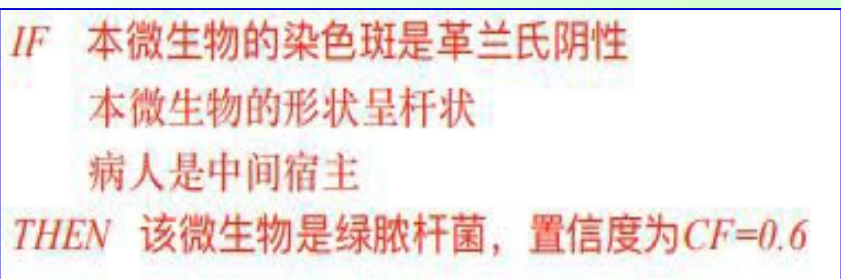 IF 本微生物的染色斑是革兰氏阴性
本微生物的形状呈杆状
病人是中间宿主
THEN 该微生物是绿脓杆菌，置信度为CF=0.6